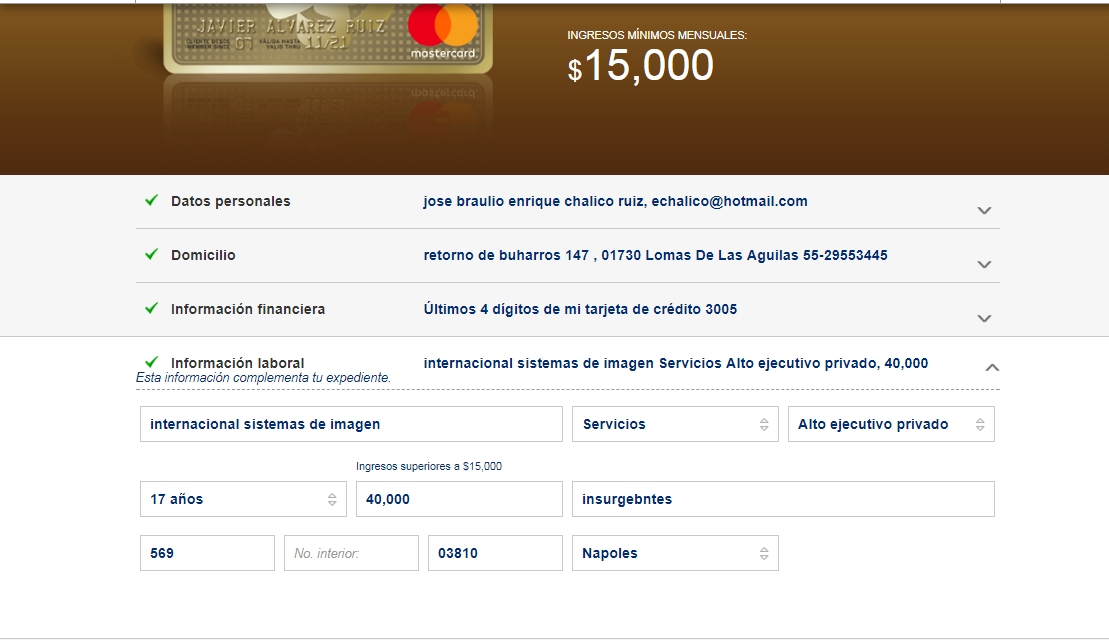 JAVIER ALVAREZ RUIZ
CLIENTE DESDE MEMBER SINCE 07 VÁLIDA HASTA VALID THRU 11/21
mastercard
INGRESOS MÍNIMOS MENSUALES:
$15,000
Datos personales jose braulio enrique chalico ruiz, echalico@hotmail.com
Domicilio retorno de buharros 147 , 01730 Lomas De Las Aguilas 55-29553445
Información financiera Últimos 4 dígitos de mi tarjeta de crédito 3005
Información laboral internacional sistemas de imagen Servicios Alto ejecutivo privado, 40,000
Esta información complementa tu expediente.
internacional sistemas de imagen Servicios Alto ejecutivo privado
Ingresos superiores a $15,000
17 años 40,000 insurgebntes
569 No. interior: 03810 Napoles